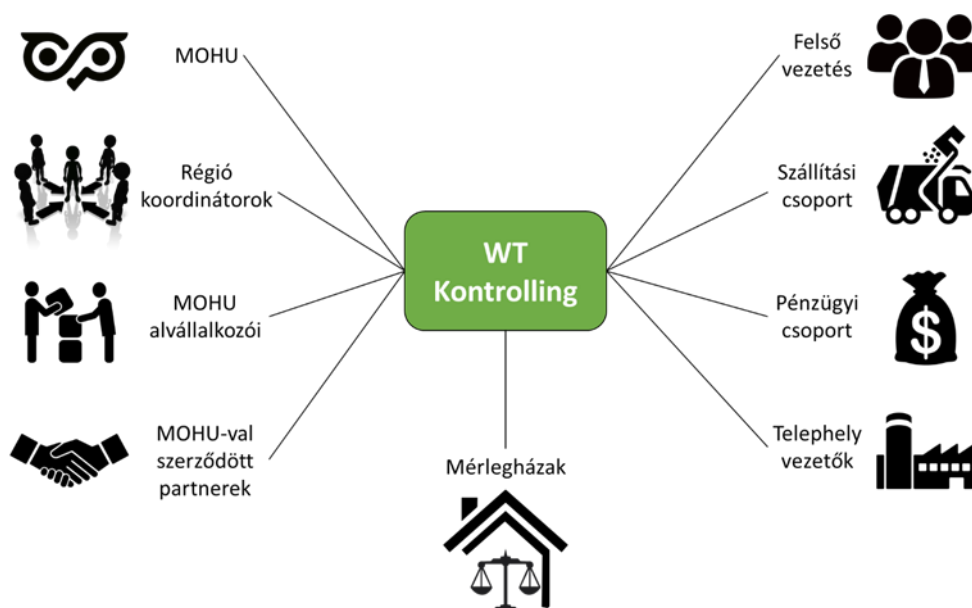 MOHU
Régió
koordinátorok
MOHU
alvállalkozói
MOHU-val
szerződött
partnerek
WT
Kontrolling
Mérlegházak
Felső
vezetés
Szállítási
csoport
Pénzügyi
csoport
$
Telephely
vezetők